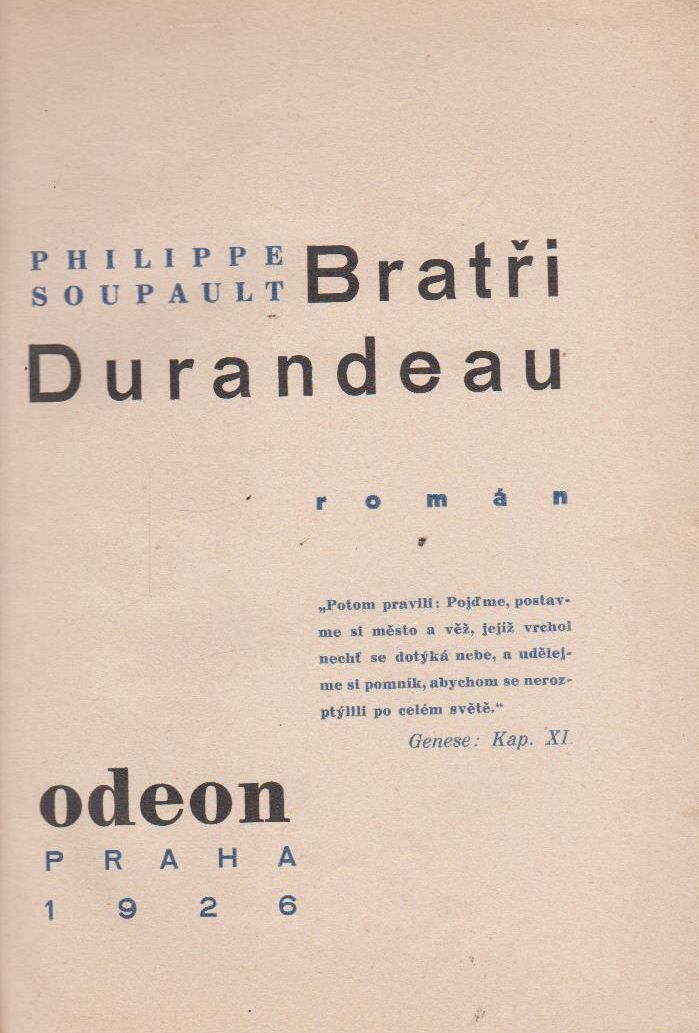 PHILIPPE
SOUPAULT
Bratři
Durandeau
román
„Potom pravili: Pojďme, postav-
me si město a věž, jejíž vrchol
nechť se dotýká nebe, a udělej-
me si pomník, abychom se neroz-
ptýlili po celém světě.“
Genese: Kap. XI.
odeon
PRAHA
1926